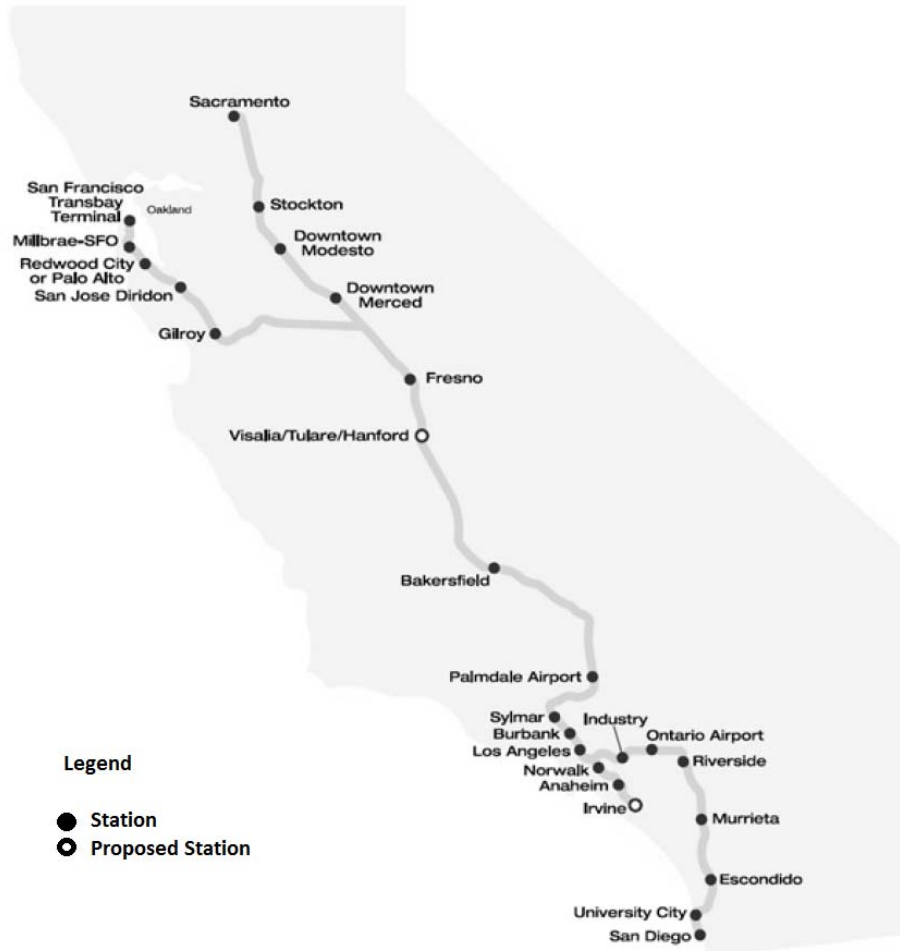 Sacramento
San Francisco
Transbay
Terminal
Oakland
Stockton
Millbrae-SFO
Downtown
Modesto
Redwood City
or Palo Alto
San Jose Diridon
Downtown
Merced
Gilroy
Fresno
Visalia/Tulare/Hanford
Bakersfield
Palmdale Airport
Sylmar
Industry
Burbank
Ontario Airport
Los Angeles
Riverside
Norwalk
Anaheim
Irvine
Murrieta
Escondido
University City
San Diego
Legend
Station
Proposed Station